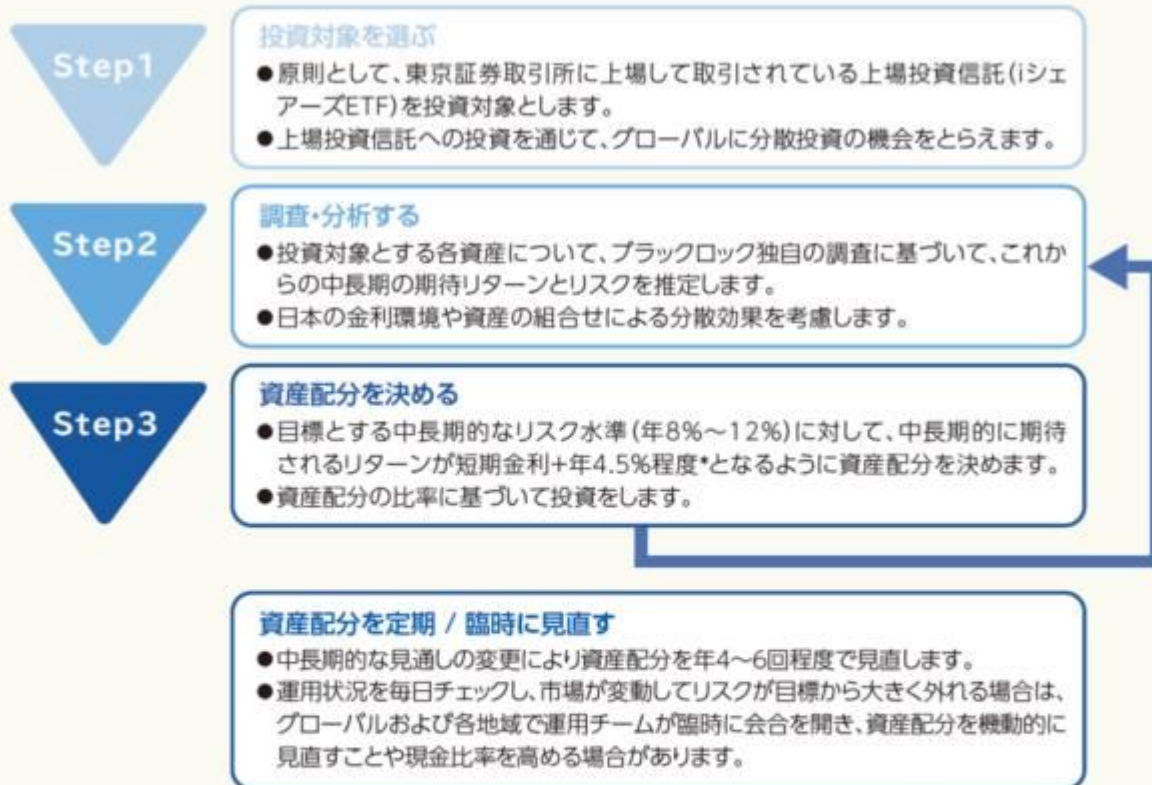 Step1
投資対象を選ぶ
●原則として、東京証券取引所に上場して取引されている上場投資信託(iシェ
アーズETF)を投資対象とします。
●上場投資信託への投資を通じて、グローバルに分散投資の機会をとらえます。
Step2
調査・分析する
●投資対象とする各資産について、ブラックロック独自の調査に基づいて、これか
らの中長期の期待リターンとリスクを推定します。
●日本の金利環境や資産の組合せによる分散効果を考慮します。
Step3
資産配分を決める
●目標とする中長期的なリスク水準(年8%～12%)に対して、中長期的に期待
されるリターンが短期金利+年4.5%程度*となるように資産配分を決めます。
●資産配分の比率に基づいて投資をします。
資産配分を定期 / 臨時に見直す
●中長期的な見通しの変更により資産配分を年4～6回程度で見直します。
●運用状況を毎日チェックし、市場が変動してリスクが目標から大きく外れる場合は、
グローバルおよび各地域で運用チームが臨時に会合を開き、資産配分を機動的に
見直すことや現金比率を高める場合があります。